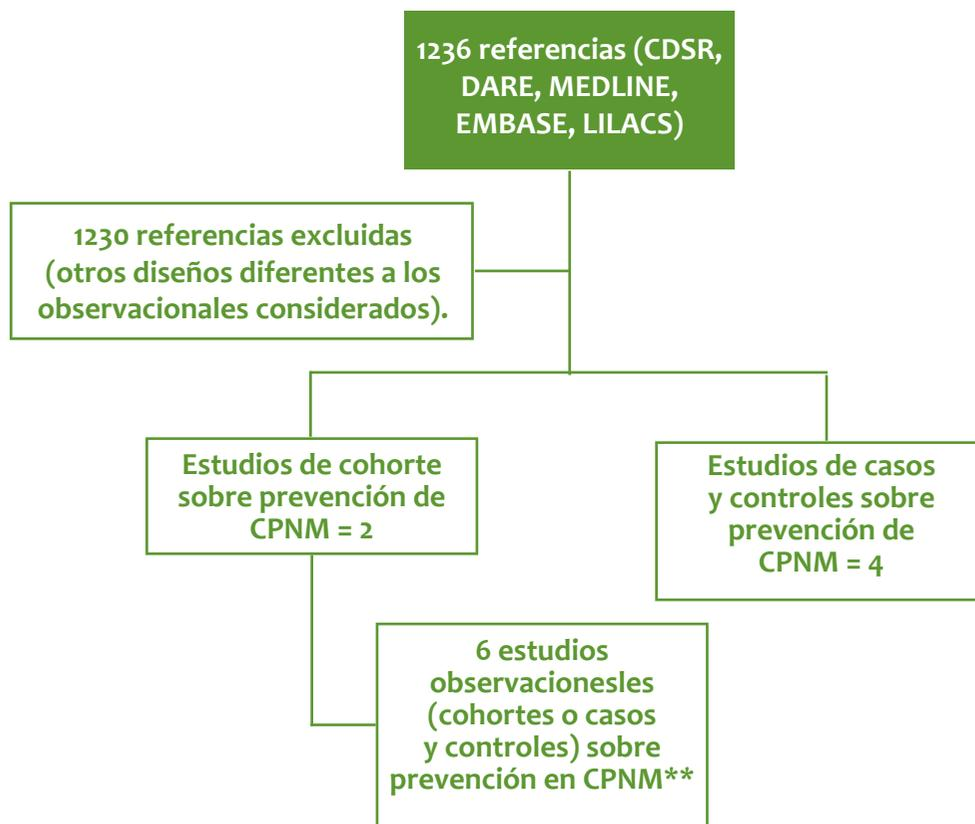 1236 referencias (CDSR,
DARE, MEDLINE,
EMBASE, LILACS)
1230 referencias excluidas
(otros diseños diferentes a los
observacionales considerados).
Estudios de cohorte
sobre prevención de
CPNM = 2
Estudios de casos
y controles sobre
prevención de
CPNM = 4
6 estudios
observacionesles
(cohortes o casos
y controles) sobre
prevención en CPNM**